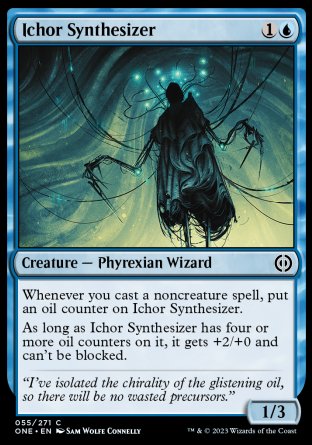 Ichor Synthesizer 1
Creature — Phyrexian Wizard
Whenever you cast a noncreature spell, put
an oil counter on Ichor Synthesizer.
As long as Ichor Synthesizer has four or
more oil counters on it, it gets +2/+0 and
can't be blocked.
"I've isolated the chirality of the glistening oil,
so there will be no wasted precursors."
1/3
055/271 C
ONE • EN SAM WOLFE CONNELLY
™ & © 2023 Wizards of the Coast